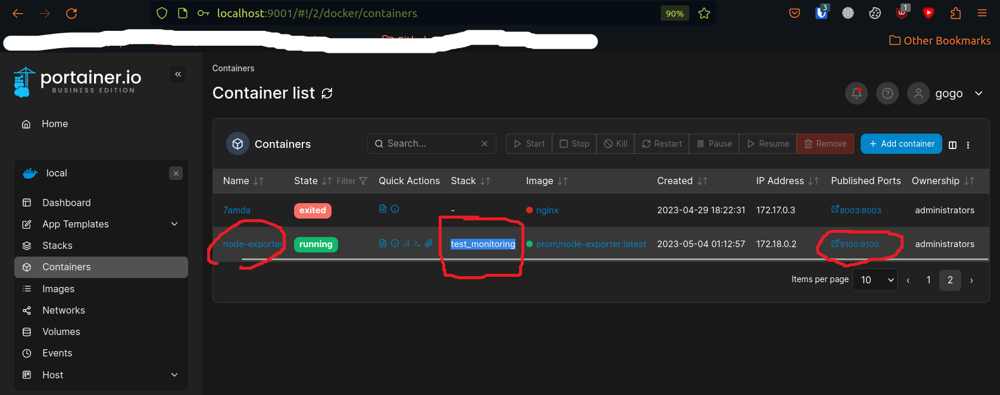 localhost:9001/#!/2/docker/containers
90%
3
1
Other Bookmarks
portainer.io
BUSINESS EDITION
Home
local
Dashboard
App Templates
Stacks
Containers
Images
Networks
Volumes
Events
Host
Containers
Container list
gogo
Containers
Search...
Start Stop Kill Restart Pause Resume Remove
Add container
Name State Filter Quick Actions Stack Image Created IP Address Published Ports Ownership
7amda exited - nginx 2023-04-29 18:22:31 172.17.0.3 8003:8003 administrators
node-exporter running test_monitoring prom/node-exporter:latest 2023-05-04 01:12:57 172.18.0.2 9100:9100 administrators
Items per page 10 ‹ 1 2 ›